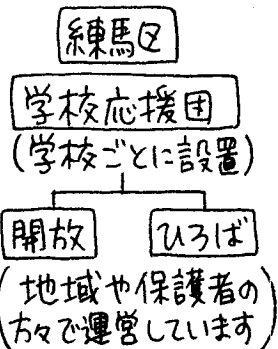 練馬区
学校応援団
(学校ごとに設置)
開放 ひろば
(地域や保護者の
方々で運営しています)